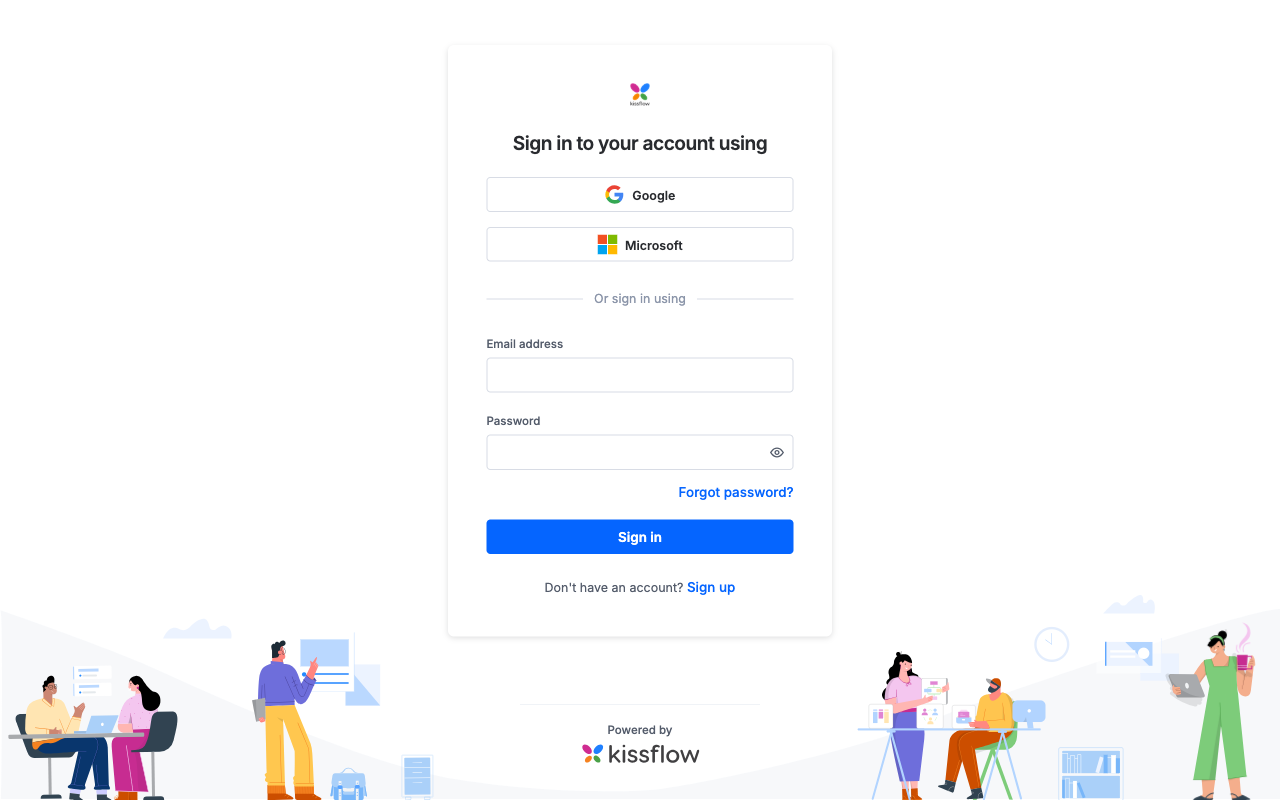 kissflow
Sign in to your account using
Google
Microsoft
Or sign in using
Email address
Password
Forgot password?
Sign in
Don't have an account? Sign up
Powered by
kissflow